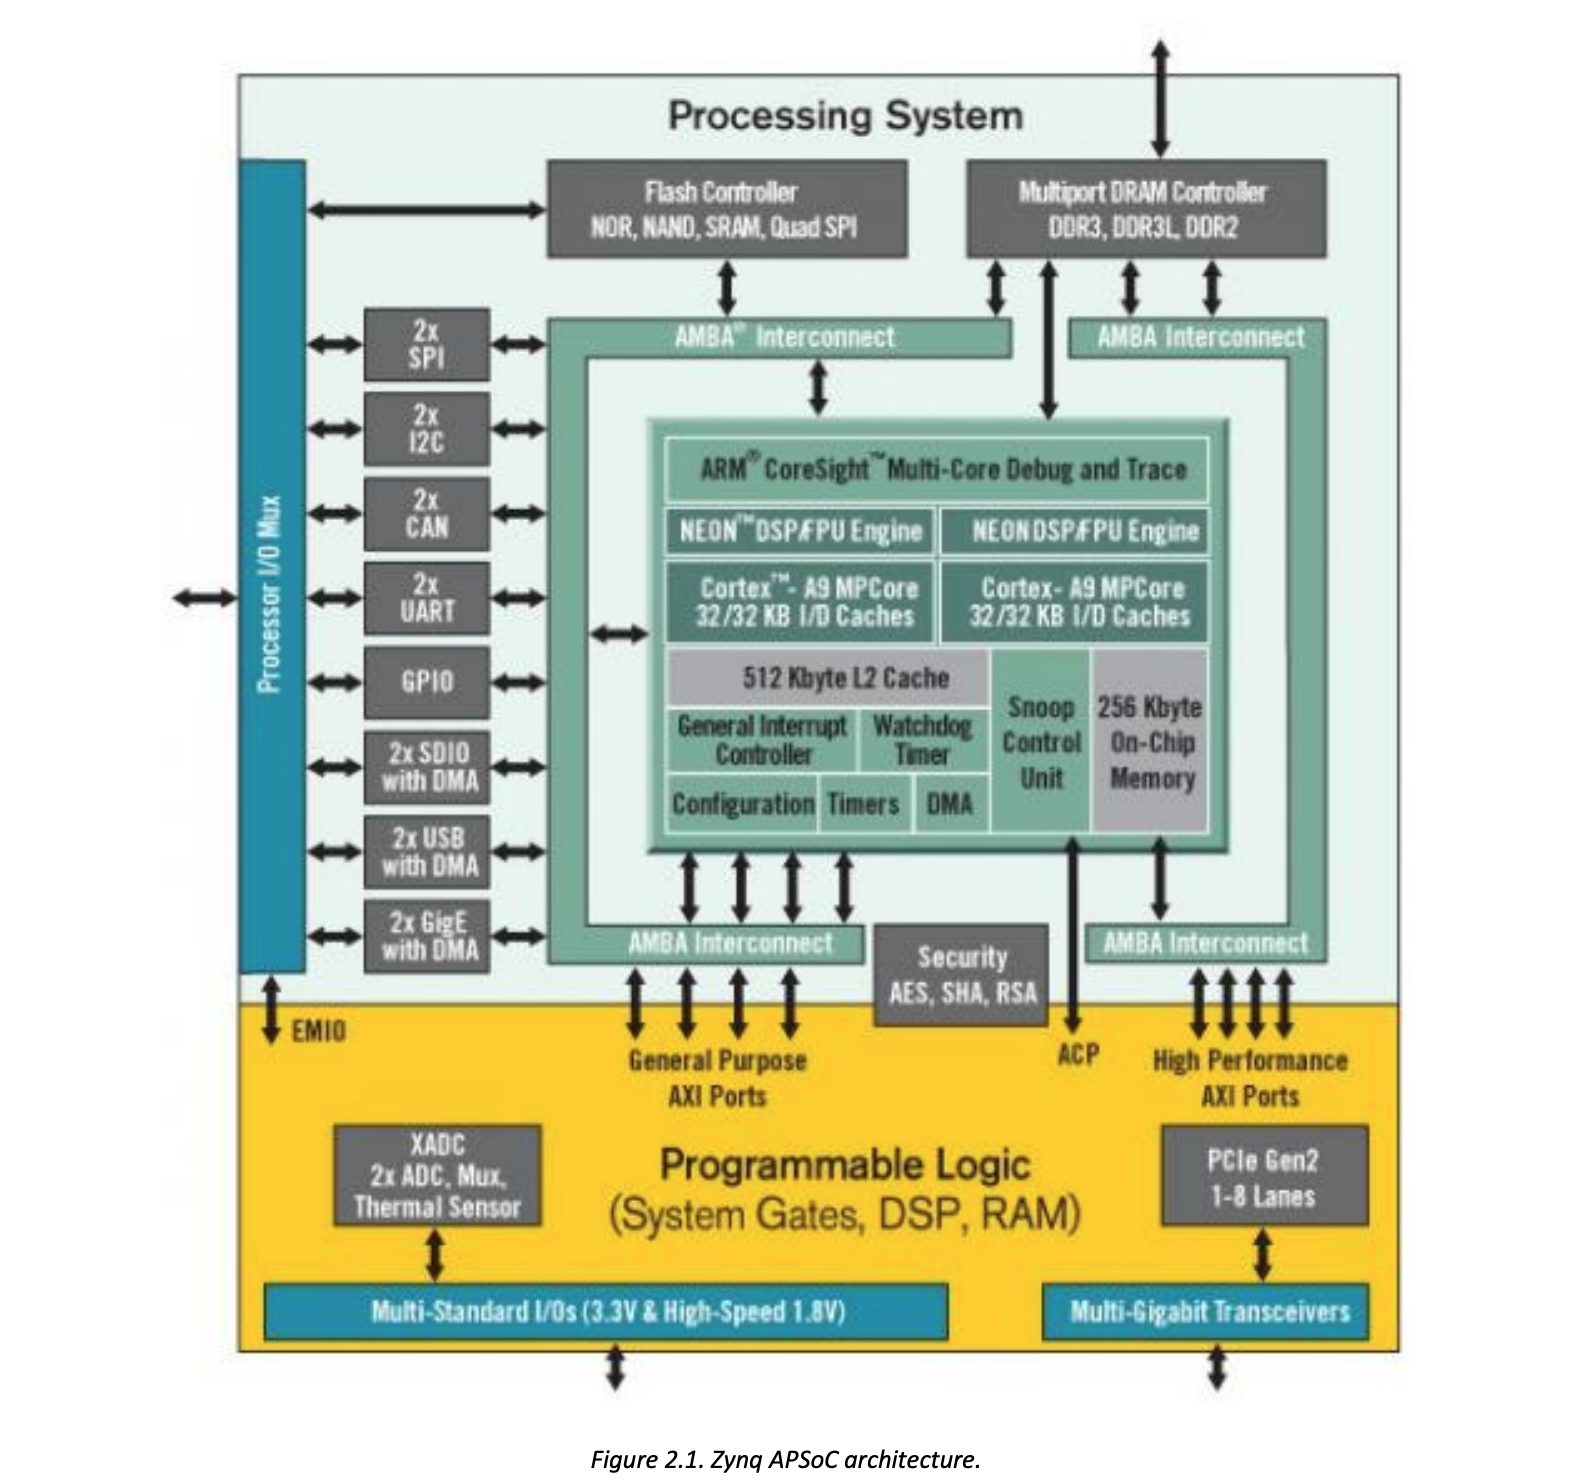 Processing System
Flash Controller
NOR, NAND, SRAM, Quad SPI
Multiport DRAM Controller
DDR3, DDR3L, DDR2
Processor I/O Mux
2x
SPI
2x
I2C
2x
CAN
2x
UART
GPIO
2x SDIO
with DMA
2x USB
with DMA
2x GigE
with DMA
AMBA® Interconnect
AMBA Interconnect
ARM® CoreSight™ Multi-Core Debug and Trace
NEON™ DSP/FPU Engine
NEON DSP/FPU Engine
Cortex™- A9 MPCore
32/32 KB I/D Caches
Cortex- A9 MPCore
32/32 KB I/D Caches
512 Kbyte L2 Cache
General Interrupt
Controller
Watchdog
Timer
Configuration
Timers
DMA
Snoop
Control
Unit
256 Kbyte
On-Chip
Memory
AMBA Interconnect
Security
AES, SHA, RSA
AMBA Interconnect
EMIO
General Purpose
AXI Ports
ACP
High Performance
AXI Ports
XADC
2x ADC, Mux,
Thermal Sensor
Programmable Logic
(System Gates, DSP, RAM)
PCIe Gen2
1-8 Lanes
Multi-Standard I/Os (3.3V & High-Speed 1.8V)
Multi-Gigabit Transceivers
Figure 2.1. Zynq APSoC architecture.